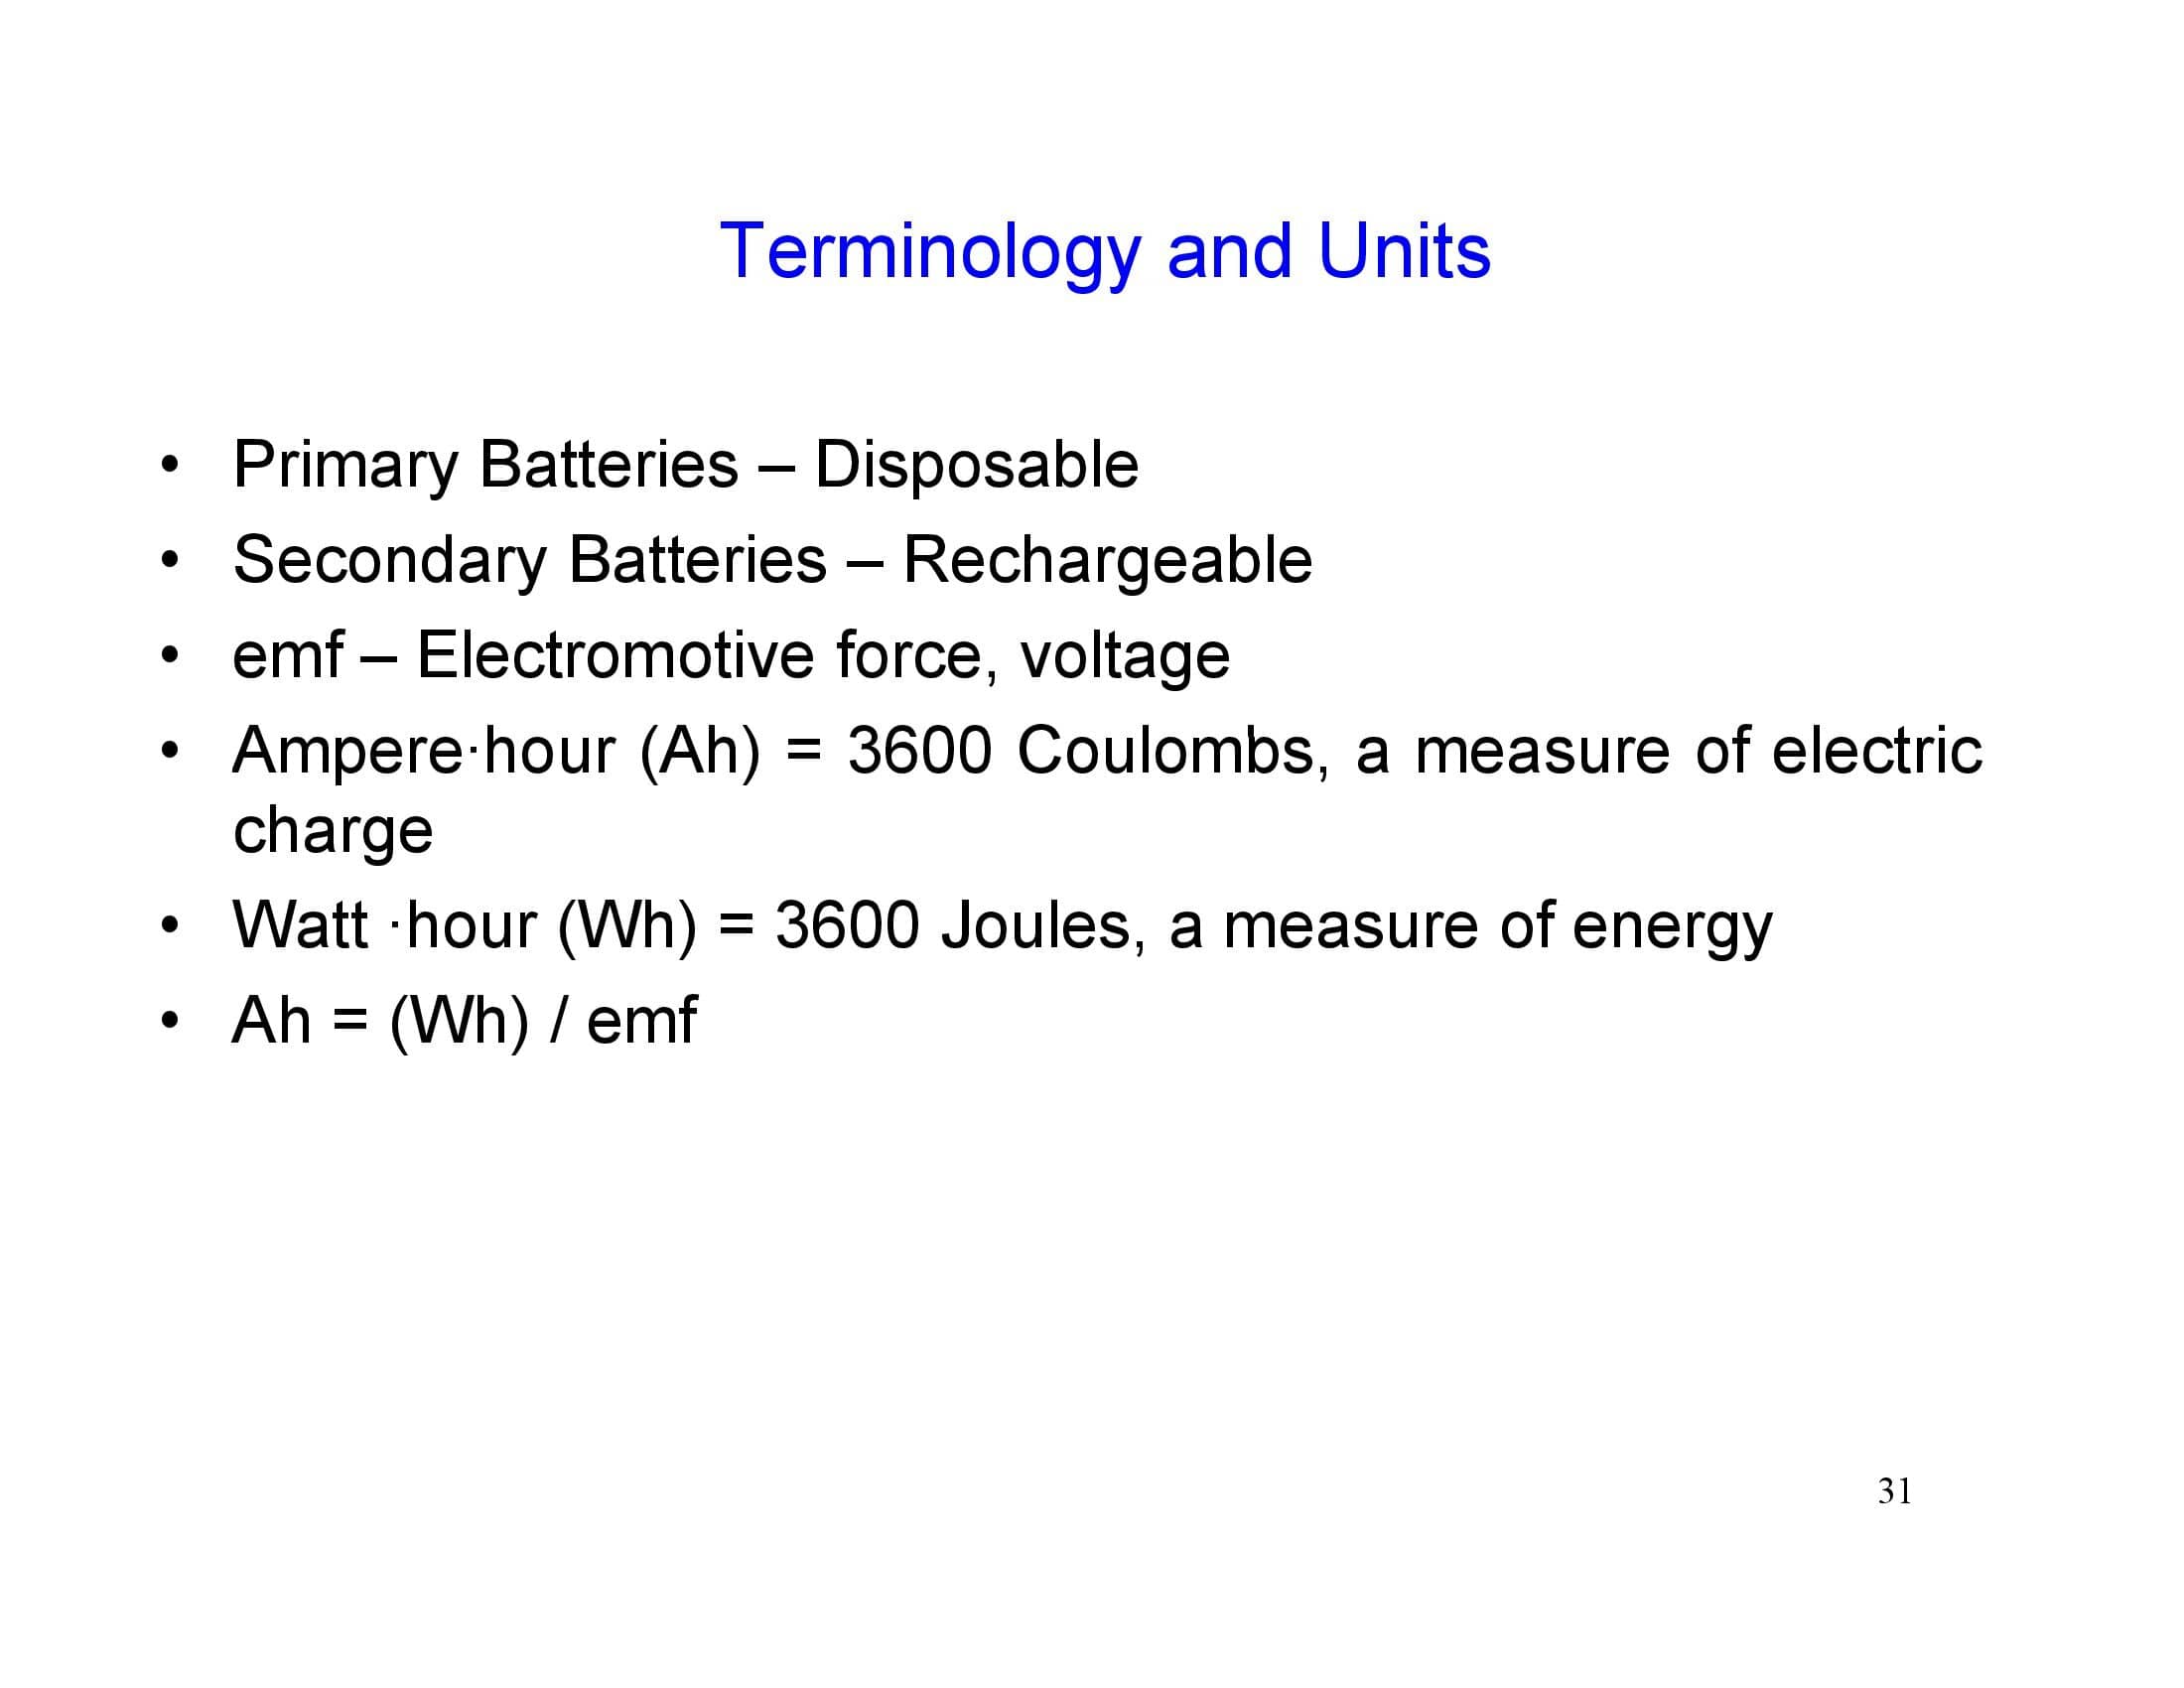 Terminology and Units
• Primary Batteries – Disposable
• Secondary Batteries – Rechargeable
• emf – Electromotive force, voltage
• Ampere∙hour (Ah) = 3600 Coulombs, a measure of electric
charge
• Watt ∙hour (Wh) = 3600 Joules, a measure of energy
• Ah = (Wh) / emf
31